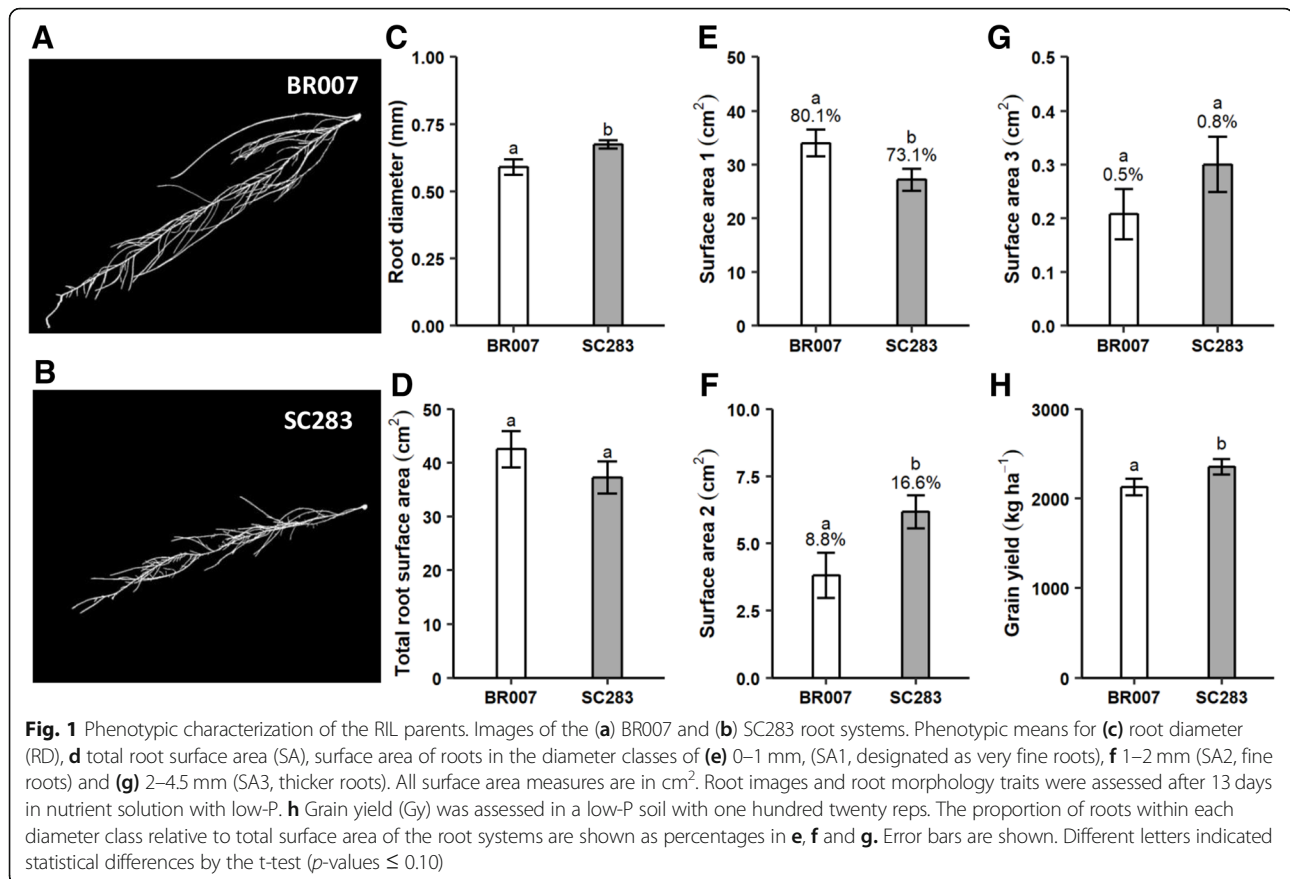 A
BR007
B
SC283
C
Root diameter (mm)
1.00
0.75
0.50
0.25
0.00
a
b
BR007
SC283
D
Total root surface area (cm²)
50
40
30
20
10
0
a
a
BR007
SC283
E
Surface area 1 (cm²)
50
40
30
20
10
0
a
80.1%
b
73.1%
BR007
SC283
F
Surface area 2 (cm²)
10.0
7.5
5.0
2.5
0.0
a
8.8%
b
16.6%
BR007
SC283
G
Surface area 3 (cm²)
0.5
0.4
0.3
0.2
0.1
0.0
a
0.5%
a
0.8%
BR007
SC283
H
Grain yield (kg ha⁻¹)
3000
2000
1000
0
a
b
BR007
SC283
Fig. 1 Phenotypic characterization of the RIL parents. Images of the (a) BR007 and (b) SC283 root systems. Phenotypic means for (c) root diameter
(RD), d total root surface area (SA), surface area of roots in the diameter classes of (e) 0–1 mm, (SA1, designated as very fine roots), f 1–2 mm (SA2, fine
roots) and (g) 2–4.5 mm (SA3, thicker roots). All surface area measures are in cm². Root images and root morphology traits were assessed after 13 days
in nutrient solution with low-P. h Grain yield (Gy) was assessed in a low-P soil with one hundred twenty reps. The proportion of roots within each
diameter class relative to total surface area of the root systems are shown as percentages in e, f and g. Error bars are shown. Different letters indicated
statistical differences by the t-test (p-values ≤ 0.10)